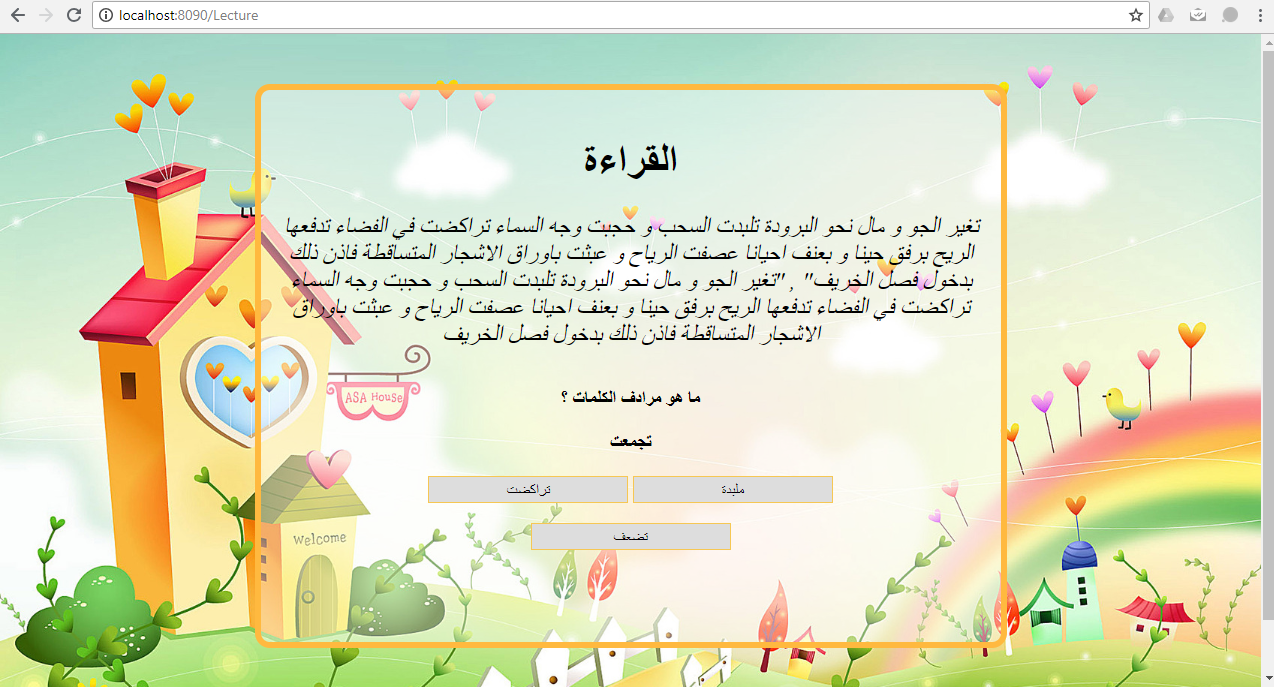 localhost:8090/Lecture
القراءة
تغير الجو و مال نحو البرودة تلبدت السحب و حجبت وجه السماء تراكضت في الفضاء تدفعها
الريح برفق حينا و بعنف احيانا عصفت الرياح و عبثت باوراق الاشجار المتساقطة فاذن ذلك
بدخول فصل الخريف" ,"تغير الجو و مال نحو البرودة تلبدت السحب و حجبت وجه السماء
تراكضت في الفضاء تدفعها الريح برفق حينا و بعنف احيانا عصفت الرياح و عبثت باوراق
الاشجار المتساقطة فاذن ذلك بدخول فصل الخريف
ASA HouSe
ما هو مرادف الكلمات ؟
تجمعت
ملبدة
تراكضت
تضعف
Welcome